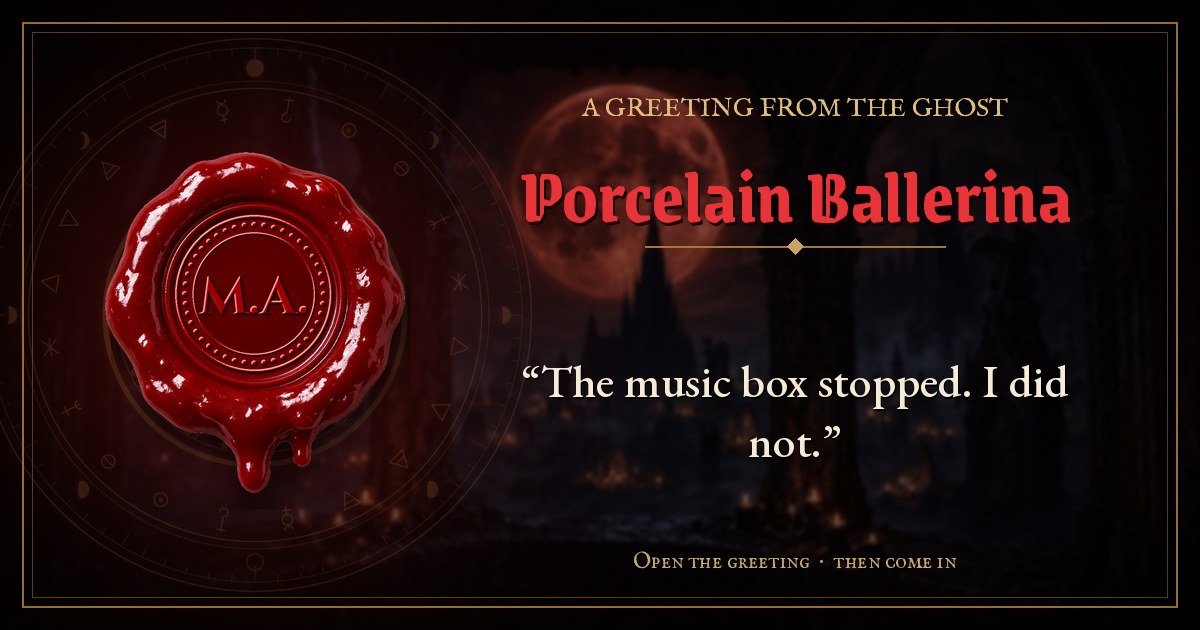 M.A.
A GREETING FROM THE GHOST
Porcelain Ballerina
“The music box stopped. I did
not.”
Open the greeting · then come in